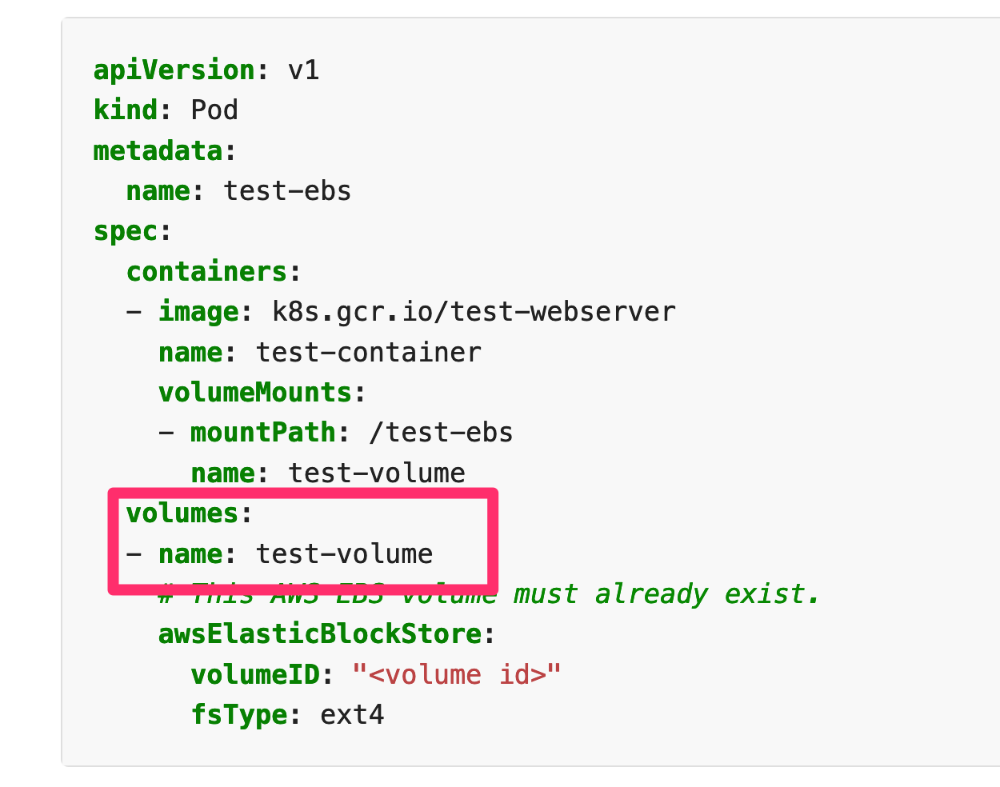 apiVersion: v1
kind: Pod
metadata:
  name: test-ebs
spec:
  containers:
  - image: k8s.gcr.io/test-webserver
    name: test-container
    volumeMounts:
    - mountPath: /test-ebs
      name: test-volume
  volumes:
  - name: test-volume
    # This AWS EBS volume must already exist.
    awsElasticBlockStore:
      volumeID: "<volume id>"
      fsType: ext4